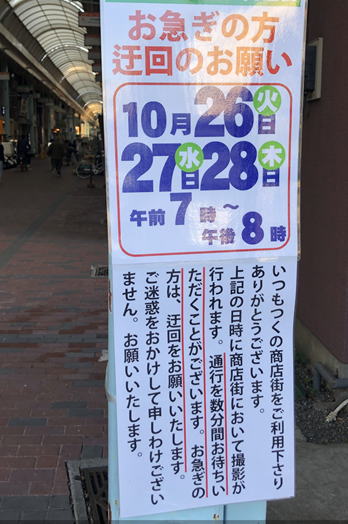 お急ぎの方
迂回のお願い
10月26日火
27日水28日木
午前7時~
午後8時
いつもつくの商店街をご利用下さり
ありがとうございます。
上記の日時に商店街において撮影が
行われます。通行を数分間お待ちい
ただくことがございます。お急ぎの
方は、迂回をお願いいたします。
ご迷惑をおかけして申しわけござい
ません。お願いいたします。